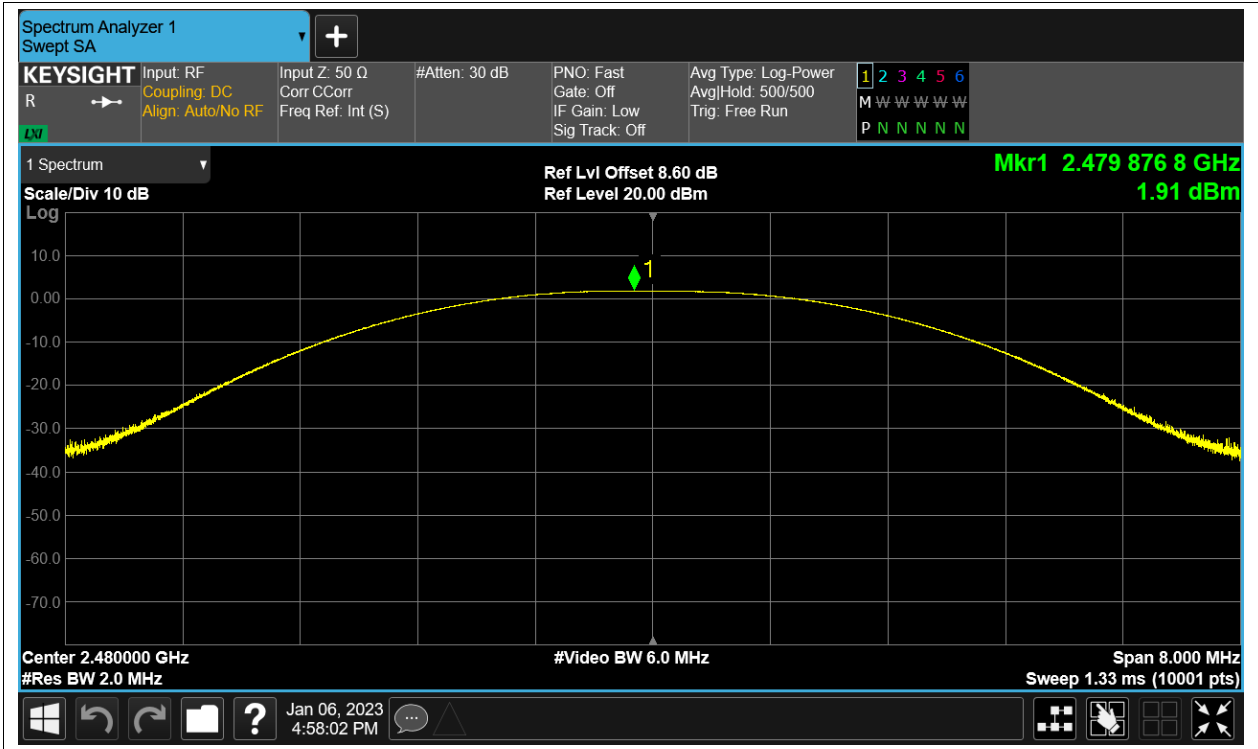 Spectrum Analyzer 1
Swept SA
KEYSIGHT
R
LXI
Input: RF
Coupling: DC
Align: Auto/No RF
Input Z: 50 Ω
Corr CCorr
Freq Ref: Int (S)
#Atten: 30 dB
PNO: Fast
Gate: Off
IF Gain: Low
Sig Track: Off
Avg Type: Log-Power
Avg|Hold: 500/500
Trig: Free Run
1 2 3 4 5 6
M W W W W W
P N N N N N
1 Spectrum
Scale/Div 10 dB
Log
Ref Lvl Offset 8.60 dB
Ref Level 20.00 dBm
Mkr1 2.479 876 8 GHz
1.91 dBm
10.0
0.00
-10.0
-20.0
-30.0
-40.0
-50.0
-60.0
-70.0
1
Center 2.480000 GHz
#Res BW 2.0 MHz
#Video BW 6.0 MHz
Span 8.000 MHz
Sweep 1.33 ms (10001 pts)
?
Jan 06, 2023
4:58:02 PM